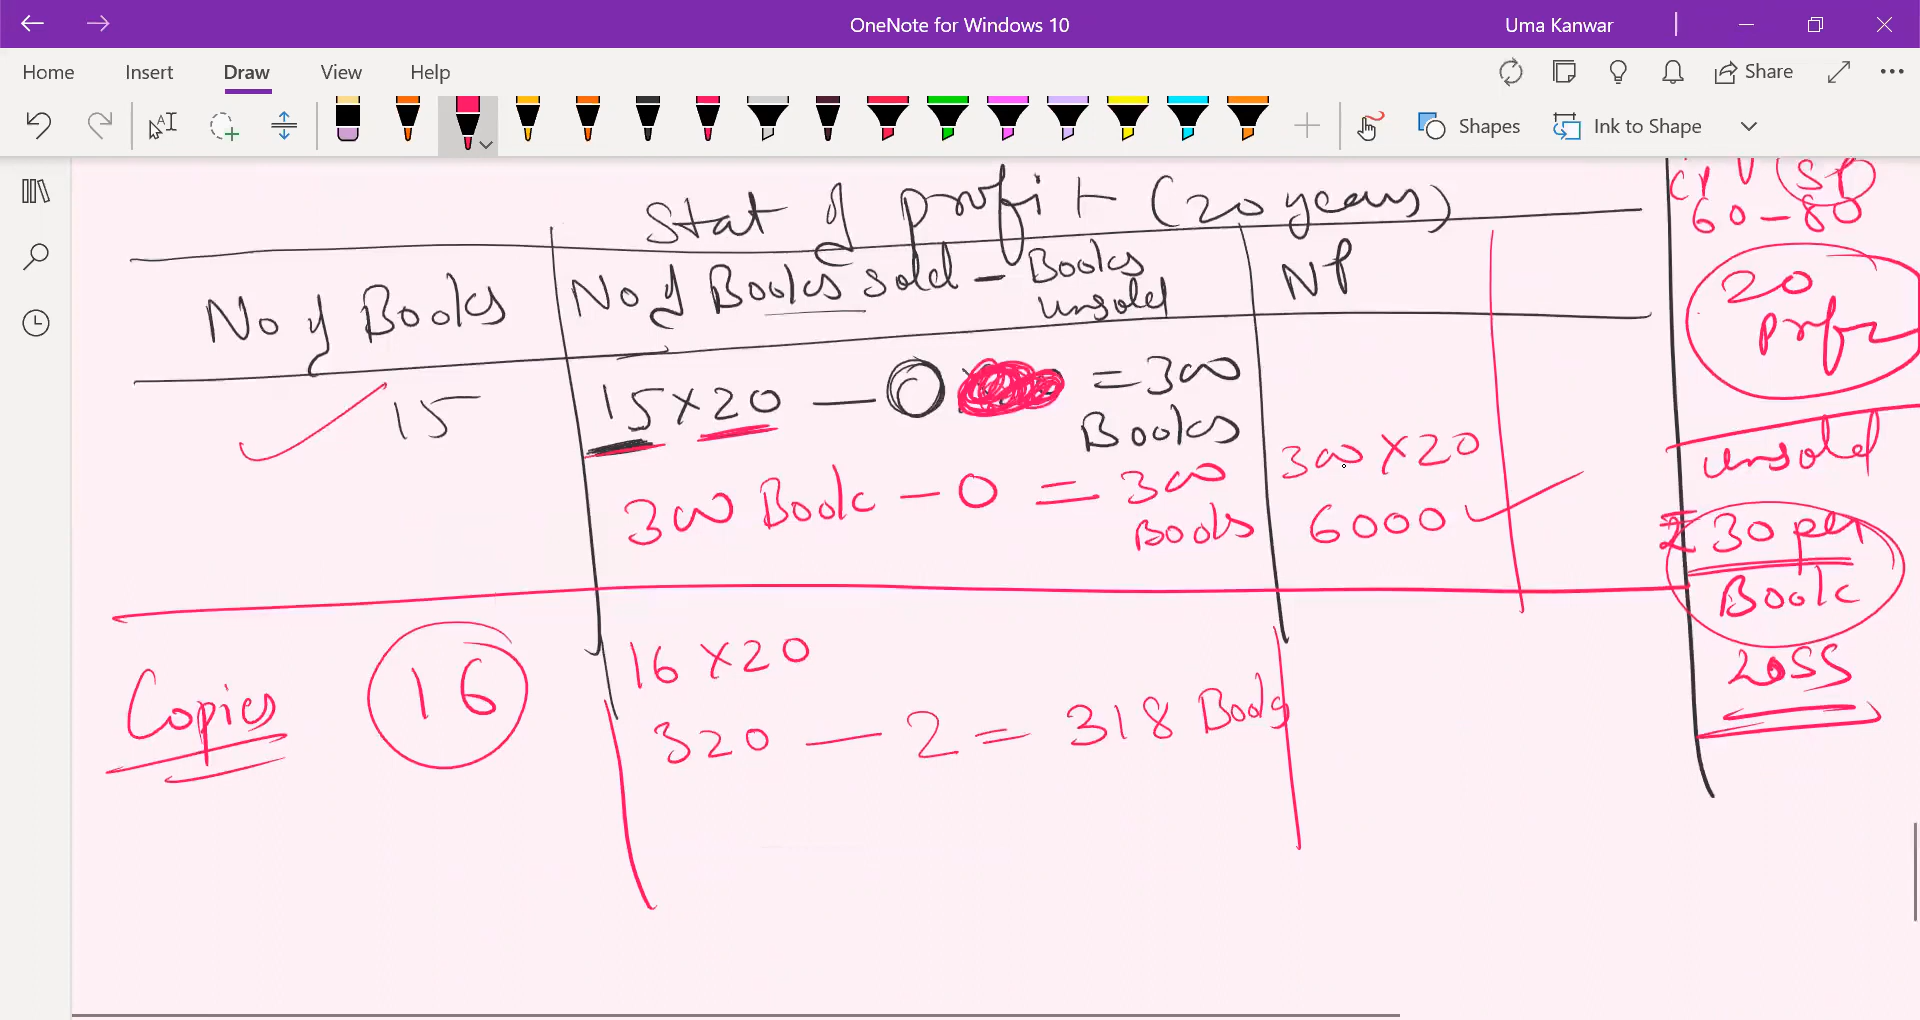 OneNote for Windows 10
Uma Kanwar
Home Insert Draw View Help
Share
Shapes
Ink to Shape
Stat of profit (20 years)
No of Books
No of Books sold - Books unsold
NP
15
15 × 20 — 0 = 300
Books
300 Book - 0 = 300
Books
300 × 20
6000
Copies 16
16 × 20
320 — 2 = 318 Books
SP
60 - 80
20
unsold
₹ 30 per
Book
Loss